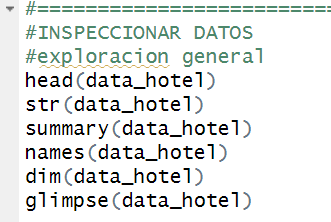 #===========================
#INSPECCIONAR DATOS
#exploracion general
head(data_hotel)
str(data_hotel)
summary(data_hotel)
names(data_hotel)
dim(data_hotel)
glimpse(data_hotel)